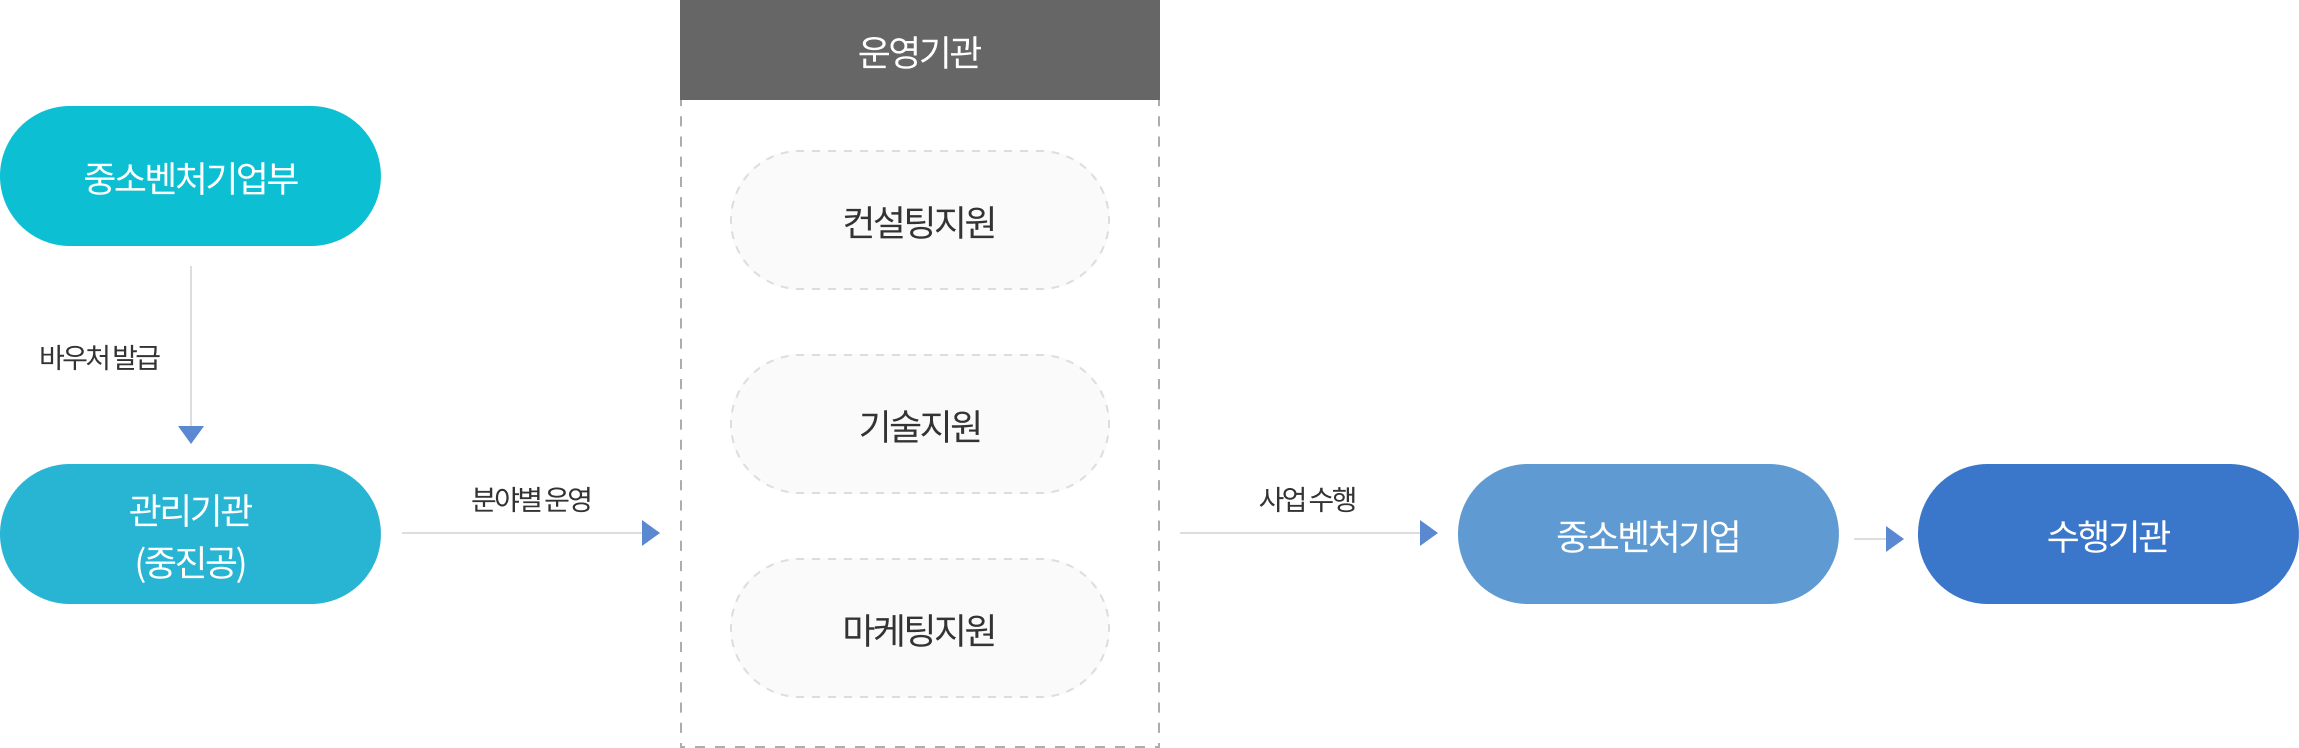 중소벤처기업부
바우처 발급
관리기관
(중진공)
분야별 운영
운영기관
컨설팅지원
기술지원
마케팅지원
사업 수행
중소벤처기업
수행기관